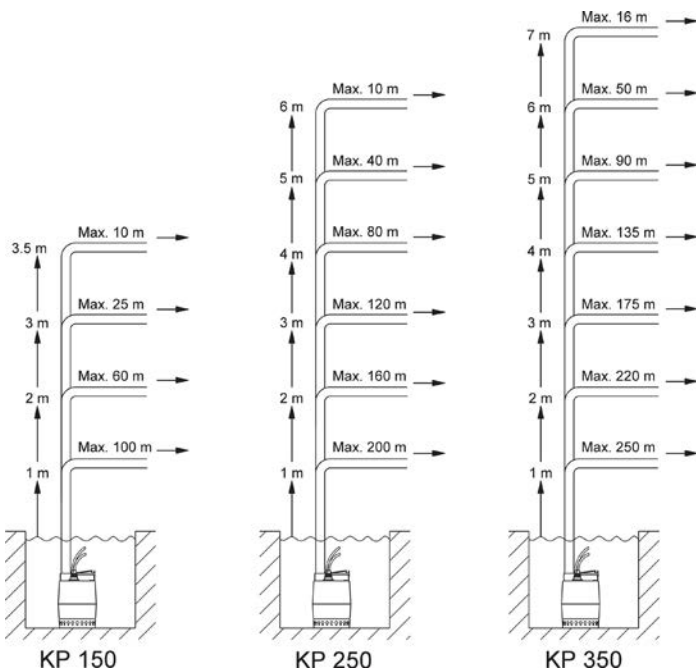 Max. 10 m
3.5 m
Max. 25 m
3 m
Max. 60 m
2 m
Max. 100 m
1 m
KP 150
Max. 10 m
6 m
Max. 40 m
5 m
Max. 80 m
4 m
Max. 120 m
3 m
Max. 160 m
2 m
Max. 200 m
1 m
KP 250
Max. 16 m
7 m
Max. 50 m
6 m
Max. 90 m
5 m
Max. 135 m
4 m
Max. 175 m
3 m
Max. 220 m
2 m
Max. 250 m
1 m
KP 350